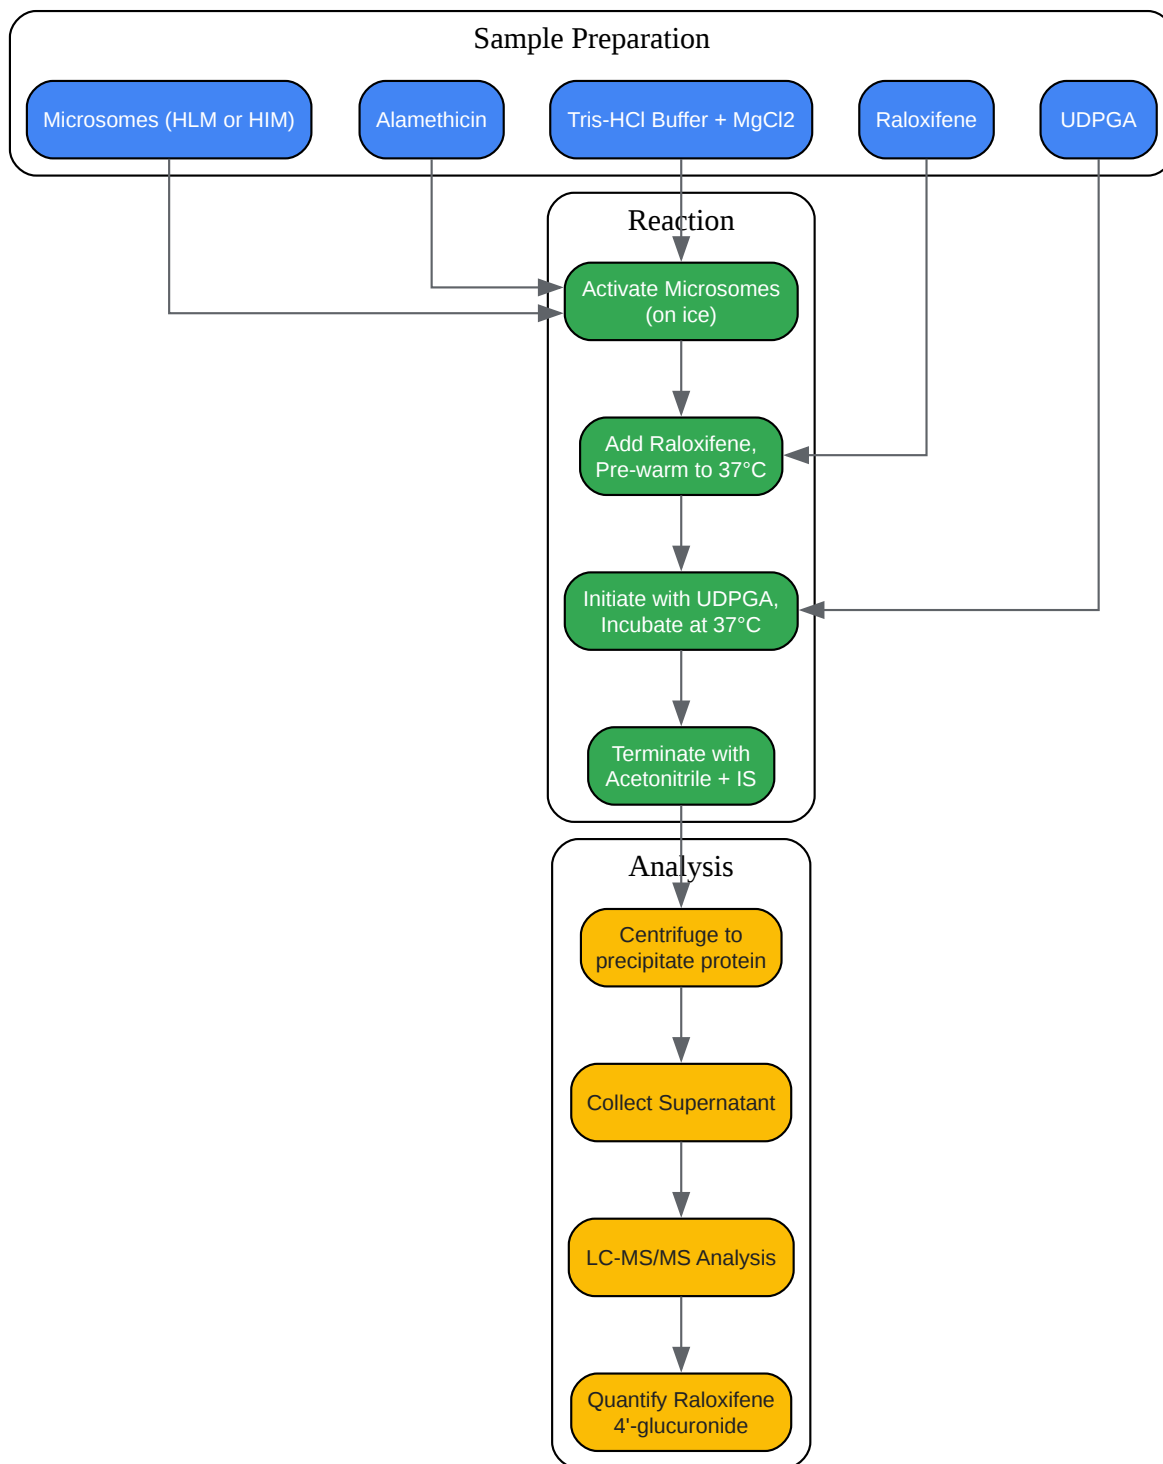 Sample Preparation
Microsomes (HLM or HIM)
Alamethicin
Tris-HCl Buffer + MgCl2
Raloxifene
UDPGA
Reaction
Activate Microsomes
(on ice)
Add Raloxifene,
Pre-warm to 37°C
Initiate with UDPGA,
Incubate at 37°C
Terminate with
Acetonitrile + IS
Analysis
Centrifuge to
precipitate protein
Collect Supernatant
LC-MS/MS Analysis
Quantify Raloxifene
4'-glucuronide